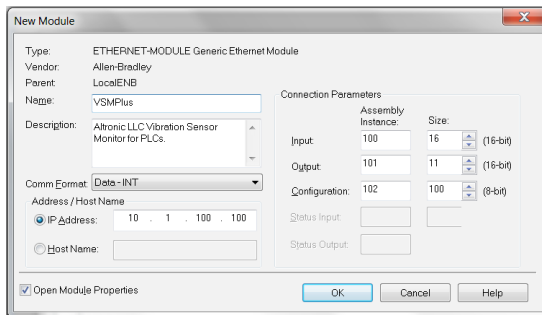 New Module
Type: ETHERNET-MODULE Generic Ethernet Module
Vendor: Allen-Bradley
Parent: LocalENB
Name: VSMPlus
Description: Altronic LLC Vibration Sensor
Monitor for PLCs.
Comm Format: Data - INT
Address / Host Name
IP Address: 10 . 1 . 100 . 100
Host Name:
Connection Parameters
Assembly
Instance: Size:
Input: 100 16 (16-bit)
Output: 101 11 (16-bit)
Configuration: 102 100 (8-bit)
Status Input:
Status Output:
Open Module Properties
OK Cancel Help